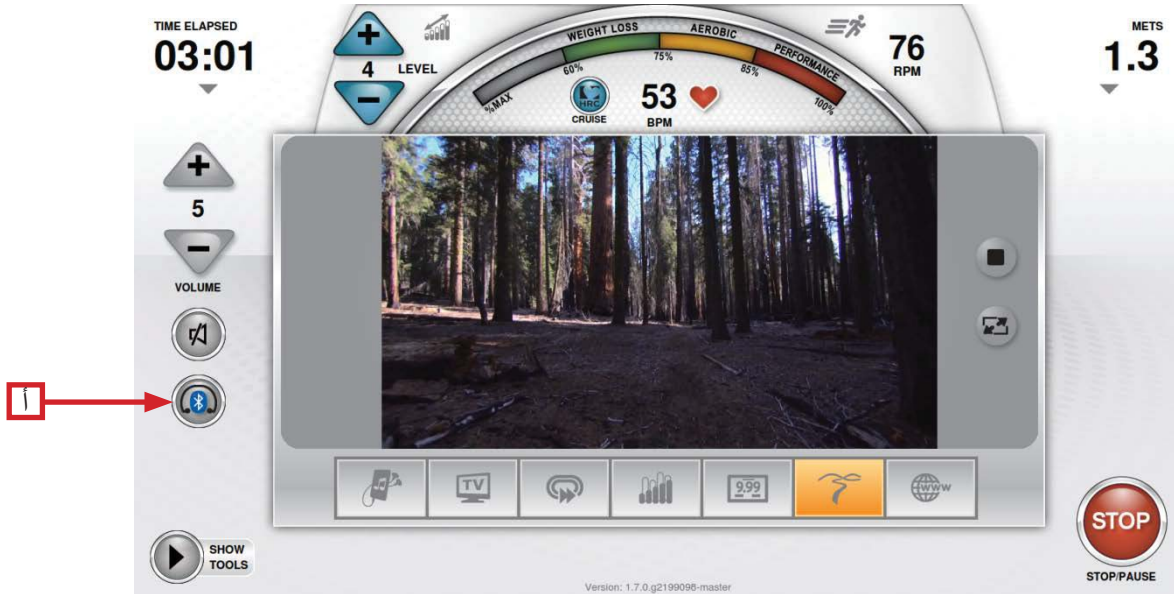 TIME ELAPSED
03:01
4 LEVEL
WEIGHT LOSS
AEROBIC
PERFORMANCE
%MAX
60%
75%
85%
100%
HRC
CRUISE
53
BPM
76
RPM
METS
1.3
5
VOLUME
أ
TV
9.99
WWW
SHOW
TOOLS
STOP
STOP/PAUSE
Version: 1.7.0.g2199098-master